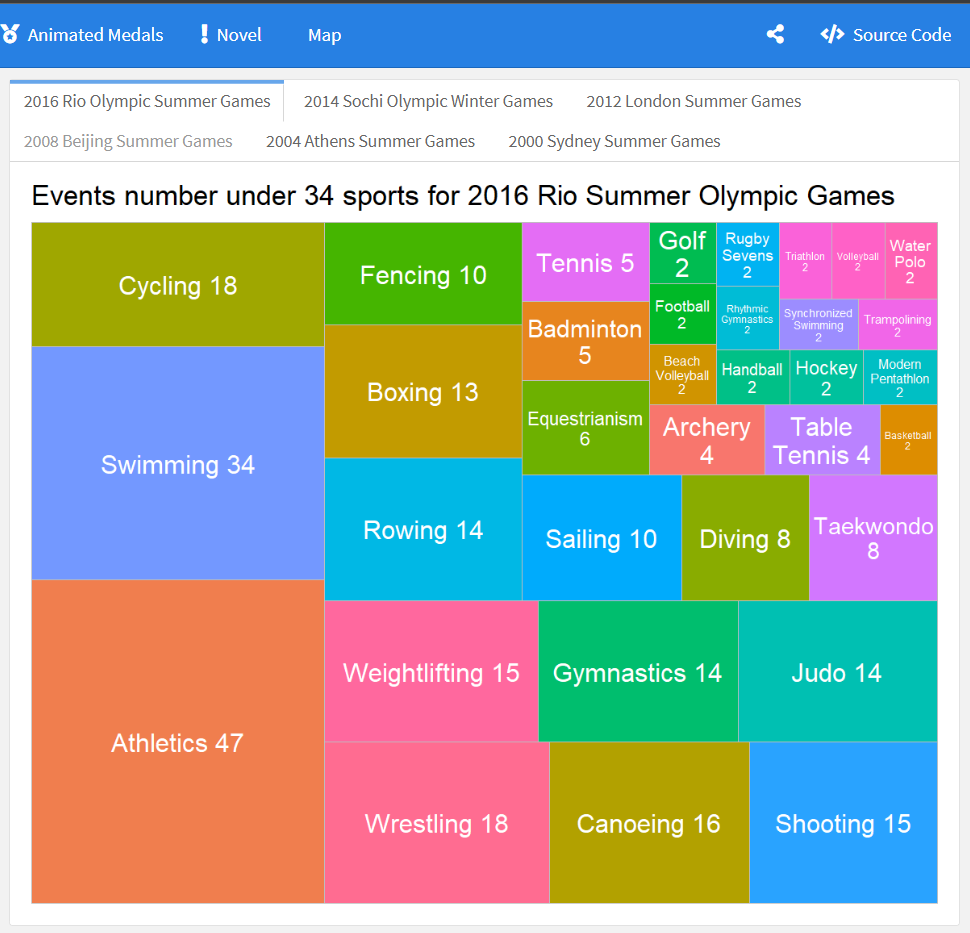 Animated Medals
Novel
Map
Source Code
2016 Rio Olympic Summer Games
2014 Sochi Olympic Winter Games
2012 London Summer Games
2008 Beijing Summer Games
2004 Athens Summer Games
2000 Sydney Summer Games
Events number under 34 sports for 2016 Rio Summer Olympic Games
Cycling 18
Swimming 34
Athletics 47
Fencing 10
Boxing 13
Rowing 14
Tennis 5
Badminton
5
Equestrianism
6
Golf
2
Football
2
Beach
Volleyball
2
Rugby
Sevens
2
Rhythmic
Gymnastics
2
Triathlon
2
Volleyball
2
Water
Polo
2
Synchronized
Swimming
2
Trampolining
2
Handball
2
Hockey
2
Modern
Pentathlon
2
Archery
4
Table
Tennis 4
Basketball
2
Sailing 10
Diving 8
Taekwondo
8
Weightlifting 15
Gymnastics 14
Judo 14
Wrestling 18
Canoeing 16
Shooting 15